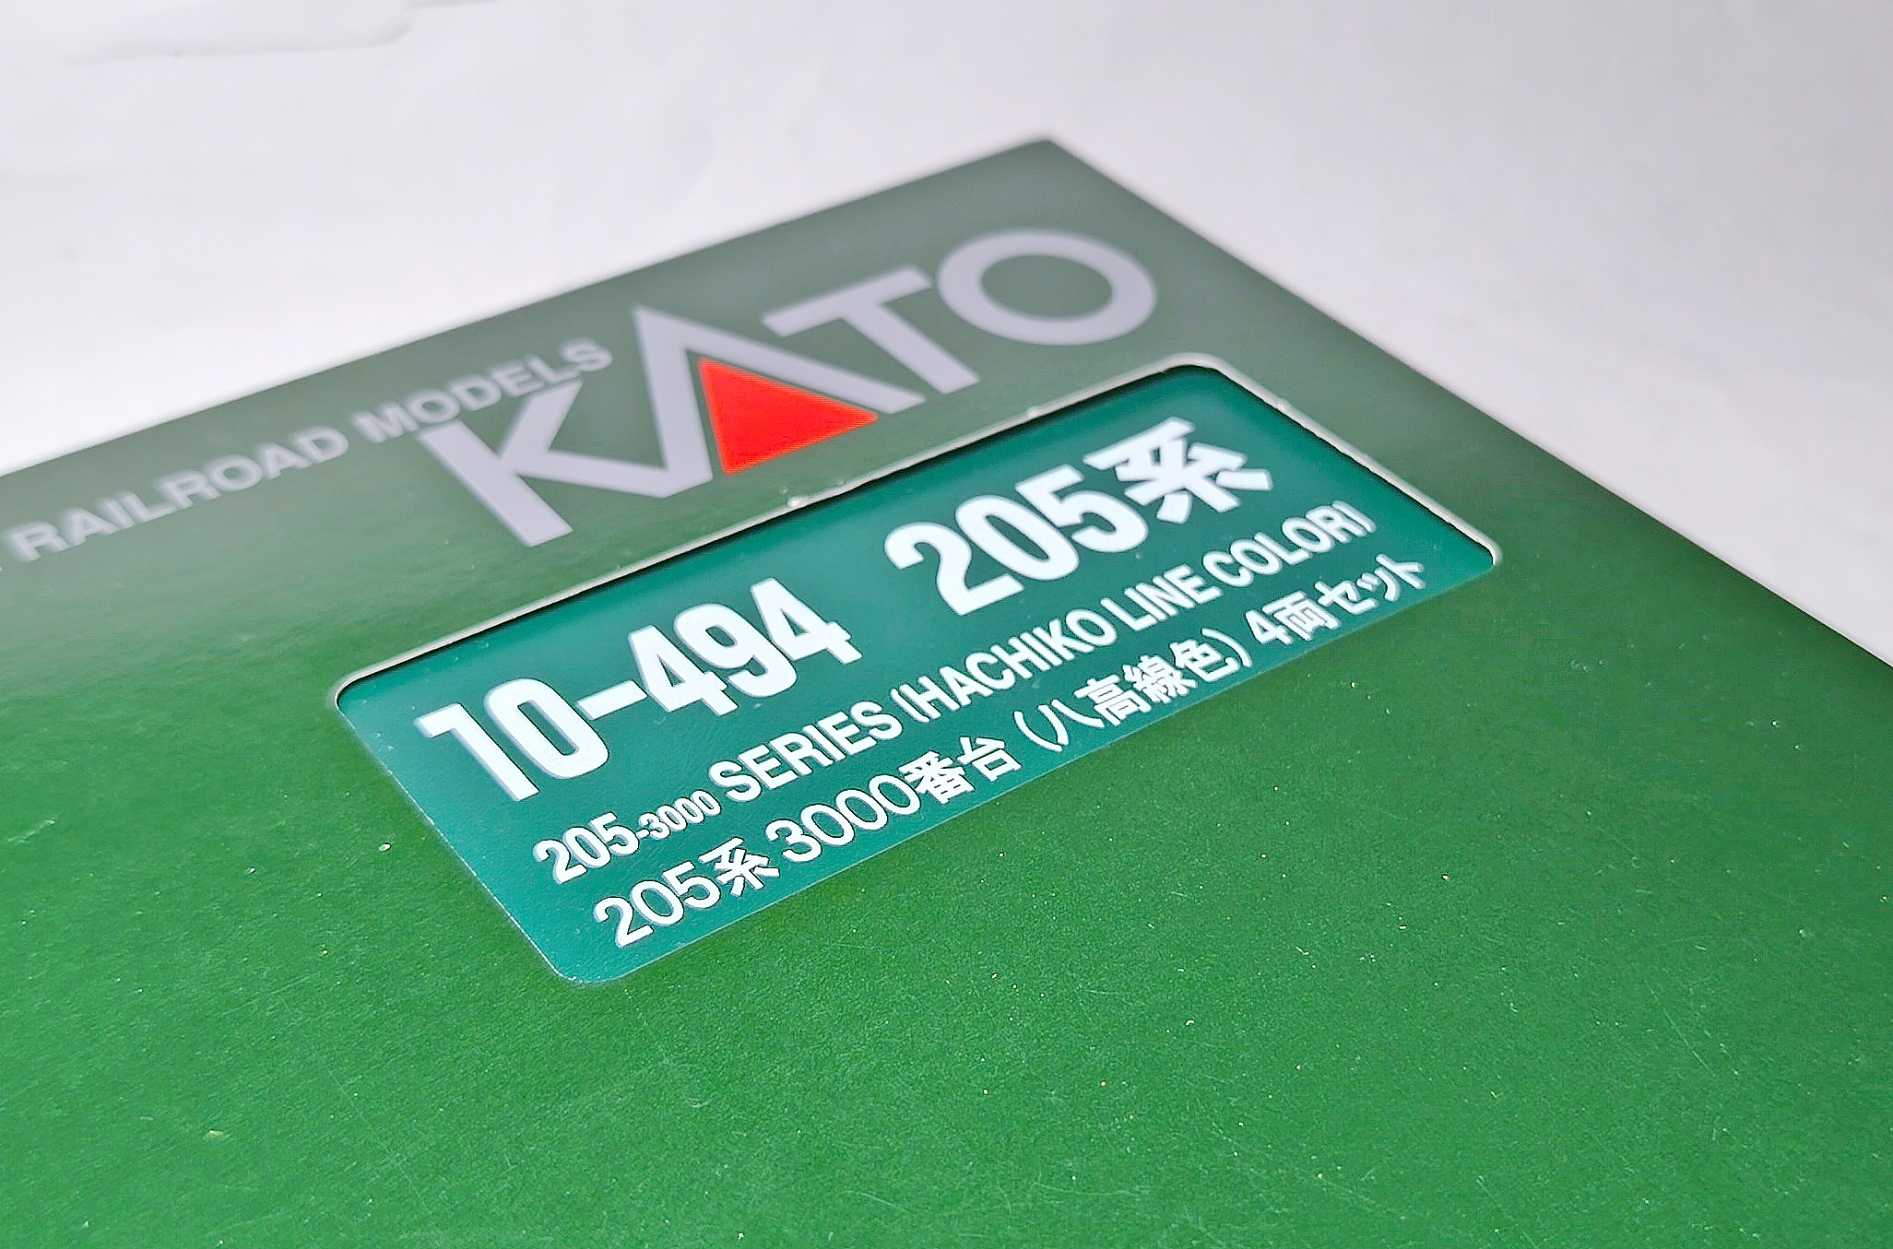 RAILROAD MODELS
KATO
10-494 205系
205-3000 SERIES (HACHIKO LINE COLOR)
205系 3000番台 (八高線色) 4両セット